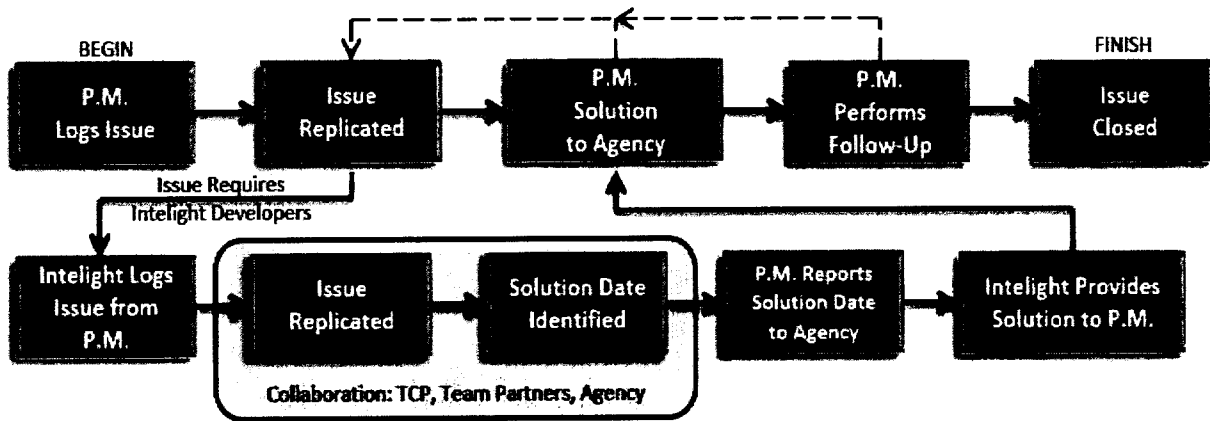 BEGIN
FINISH
P.M.
Logs Issue
Issue
Replicated
P.M.
Solution
to Agency
P.M.
Performs
Follow-Up
Issue
Closed
Issue Requires
Intelight Developers
Intelight Logs
Issue from
P.M.
Issue
Replicated
Solution Date
Identified
P.M. Reports
Solution Date
to Agency
Intelight Provides
Solution to P.M.
Collaboration: TCP, Team Partners, Agency